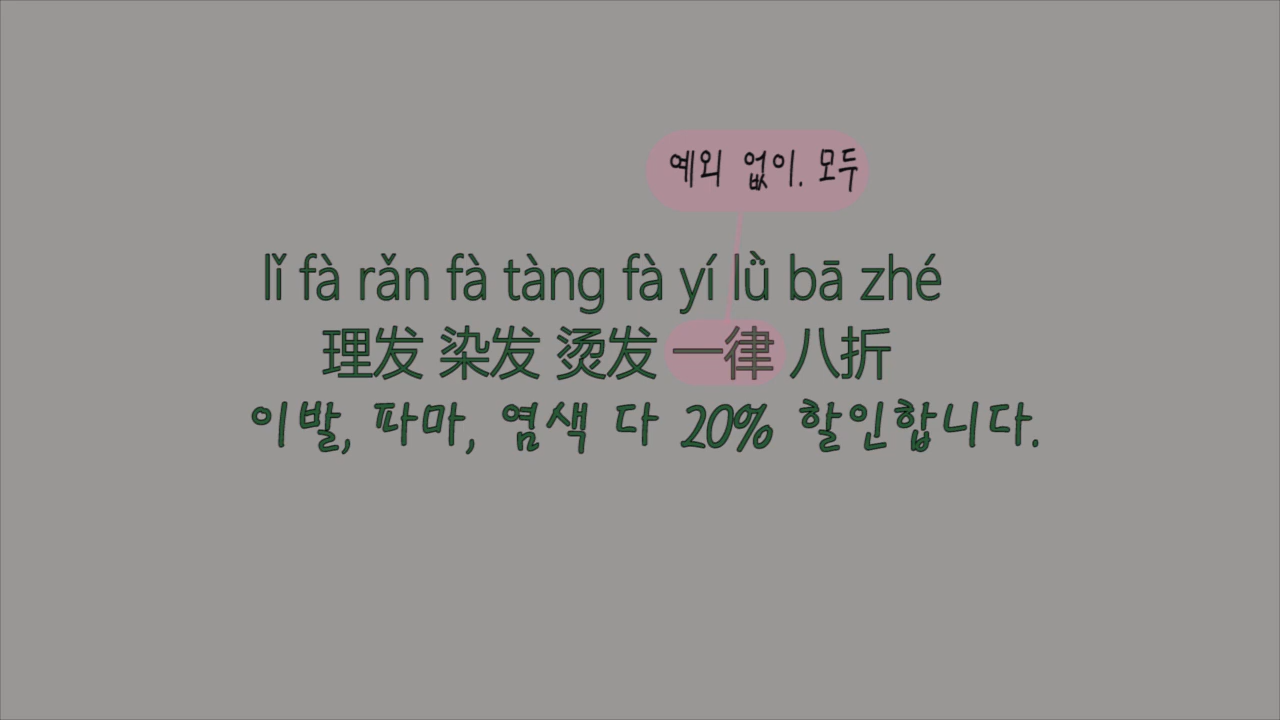 예외 없이. 모두
lǐ fà rǎn fà tàng fà yí lǜ bā zhé
理发 染发 烫发 一律 八折
이발, 파마, 염색 다 20% 할인합니다.